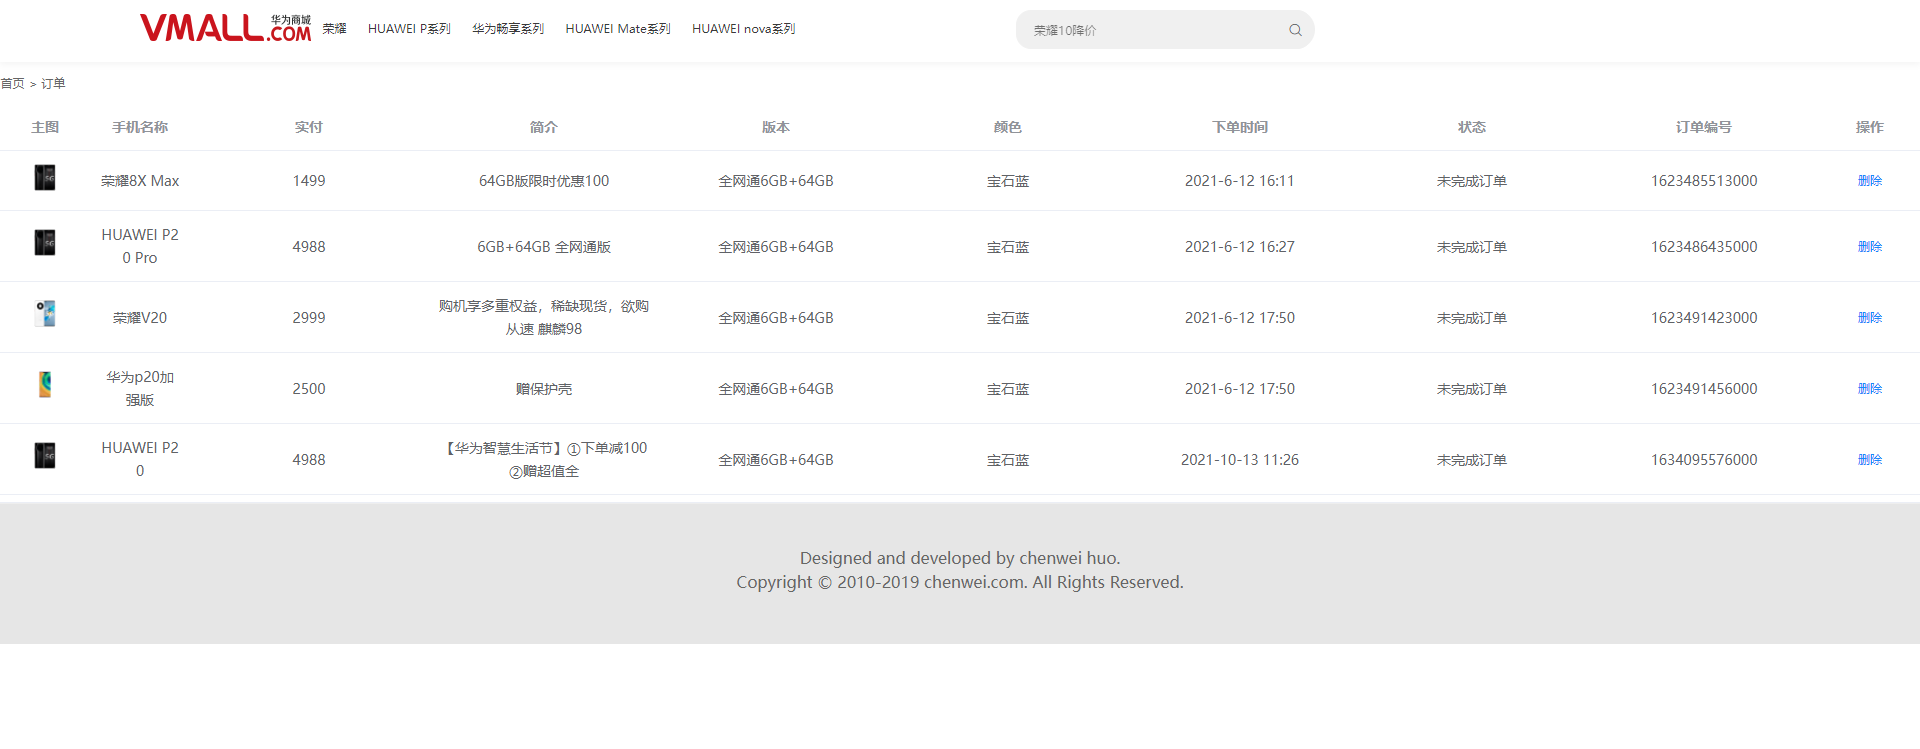 VMALL.COM 华为商城 荣耀 HUAWEI P系列 华为畅享系列 HUAWEI Mate系列 HUAWEI nova系列 荣耀10降价
首页 > 订单
主图 手机名称 实付 简介 版本 颜色 下单时间 状态 订单编号 操作
荣耀8X Max 1499 64GB版限时优惠100 全网通6GB+64GB 宝石蓝 2021-6-12 16:11 未完成订单 1623485513000 删除
HUAWEI P2
0 Pro 4988 6GB+64GB 全网通版 全网通6GB+64GB 宝石蓝 2021-6-12 16:27 未完成订单 1623486435000 删除
荣耀V20 2999 购机享多重权益，稀缺现货，欲购
从速 麒麟98 全网通6GB+64GB 宝石蓝 2021-6-12 17:50 未完成订单 1623491423000 删除
华为p20加
强版 2500 赠保护壳 全网通6GB+64GB 宝石蓝 2021-6-12 17:50 未完成订单 1623491456000 删除
HUAWEI P2
0 4988 【华为智慧生活节】①下单减100
②赠超值全 全网通6GB+64GB 宝石蓝 2021-10-13 11:26 未完成订单 1634095576000 删除
Designed and developed by chenwei huo.
Copyright © 2010-2019 chenwei.com. All Rights Reserved.